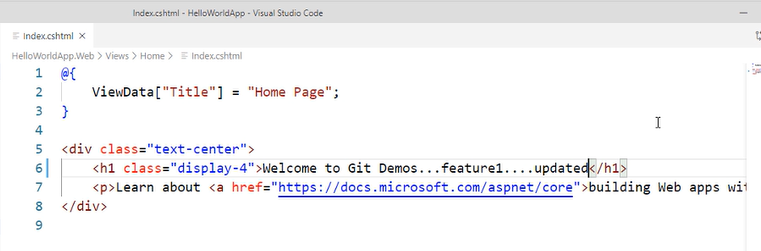 Index.cshtml - HelloWorldApp - Visual Studio Code
Index.cshtml
HelloWorldApp.Web > Views > Home > Index.cshtml
1 @{
2 ViewData["Title"] = "Home Page";
3 }
4
5 <div class="text-center">
6 <h1 class="display-4">Welcome to Git Demos...feature1....updated</h1>
7 <p>Learn about <a href="https://docs.microsoft.com/aspnet/core">building Web apps wit
8 </div>
9